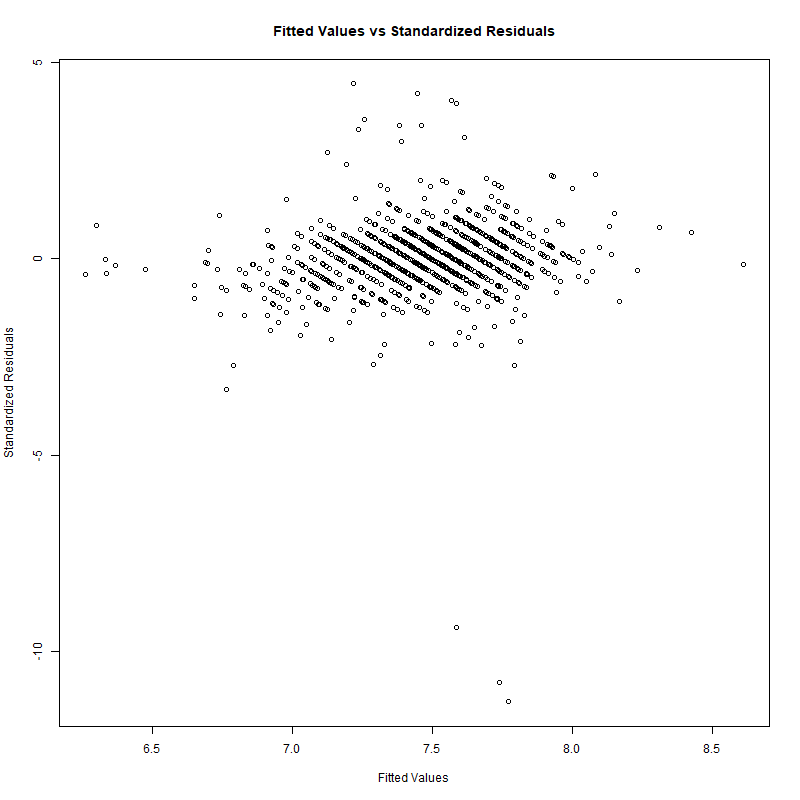 Fitted Values vs Standardized Residuals
5
0
-5
-10
Standardized Residuals
6.5 7.0 7.5 8.0 8.5
Fitted Values